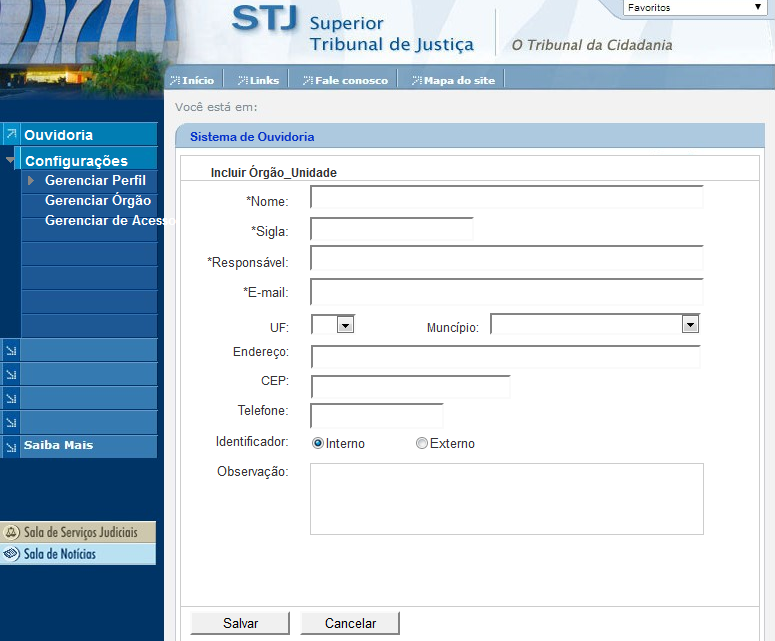 Favoritos
STJ Superior
Tribunal de Justiça
O Tribunal da Cidadania
Início Links Fale conosco Mapa do site
Você está em:
Ouvidoria
Configurações
Gerenciar Perfil
Gerenciar Órgão
Gerenciar de Acesso
Saiba Mais
Sala de Serviços Judiciais
Sala de Notícias
Sistema de Ouvidoria
Incluir Órgão_Unidade
*Nome:
*Sigla:
*Responsável:
*E-mail:
UF: Muncípio:
Endereço:
CEP:
Telefone:
Identificador: Interno Externo
Observação:
Salvar Cancelar